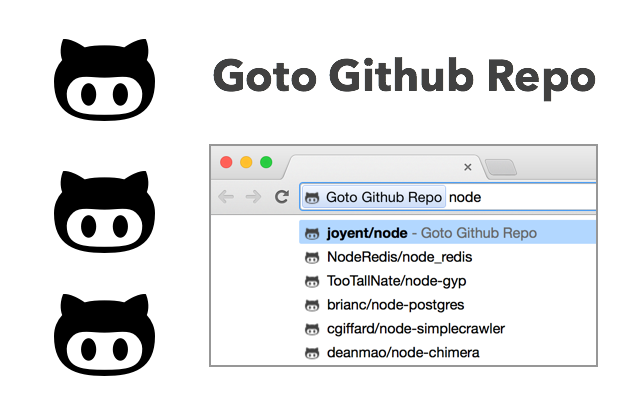 Goto Github Repo
Goto Github Repo node
joyent/node - Goto Github Repo
NodeRedis/node_redis
TooTallNate/node-gyp
brianc/node-postgres
cgiffard/node-simplecrawler
deanmao/node-chimera